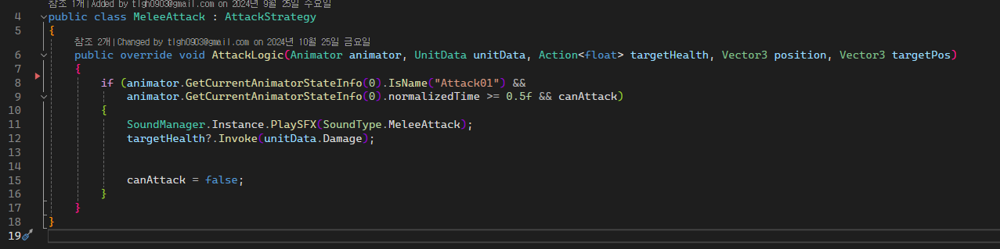 참조 1개|Added by tlgh0903@gmail.com on 2024년 9월 25일 수요일
4 public class MeleeAttack : AttackStrategy
5 {
참조 2개|Changed by tlgh0903@gmail.com on 2024년 10월 25일 금요일
6 public override void AttackLogic(Animator animator, UnitData unitData, Action<float> targetHealth, Vector3 position, Vector3 targetPos)
7 {
8 if (animator.GetCurrentAnimatorStateInfo(0).IsName("Attack01") &&
9 animator.GetCurrentAnimatorStateInfo(0).normalizedTime >= 0.5f && canAttack)
10 {
11 SoundManager.Instance.PlaySFX(SoundType.MeleeAttack);
12 targetHealth?.Invoke(unitData.Damage);
13
14
15 canAttack = false;
16 }
17 }
18 }
19